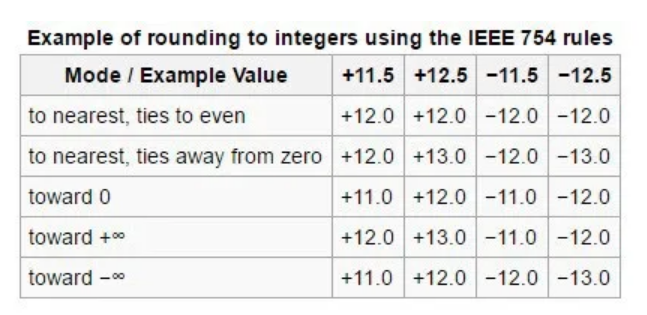 Example of rounding to integers using the IEEE 754 rules
Mode / Example Value +11.5 +12.5 −11.5 −12.5
to nearest, ties to even +12.0 +12.0 −12.0 −12.0
to nearest, ties away from zero +12.0 +13.0 −12.0 −13.0
toward 0 +11.0 +12.0 −11.0 −12.0
toward +∞ +12.0 +13.0 −11.0 −12.0
toward −∞ +11.0 +12.0 −12.0 −13.0